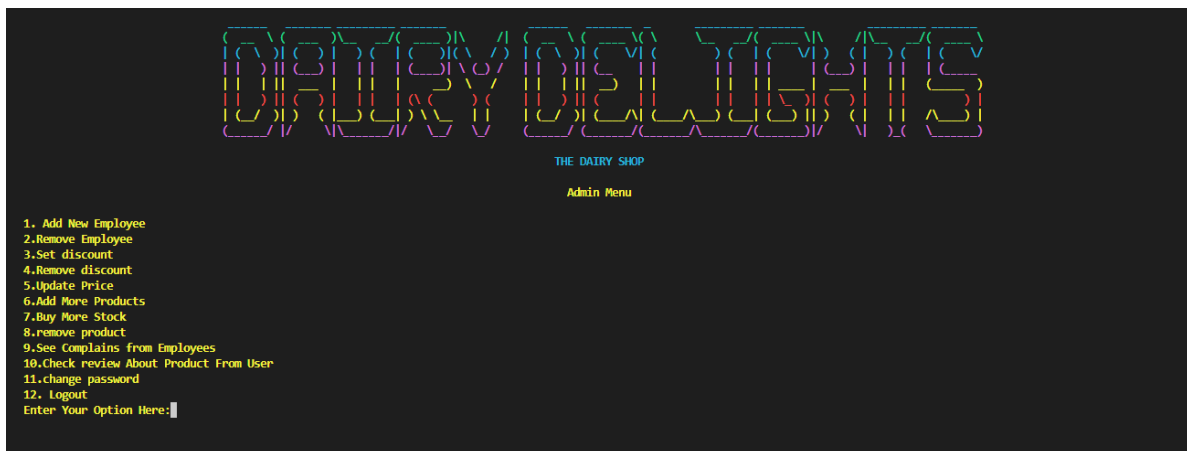 DAIRY DELIGHTS
THE DAIRY SHOP
Admin Menu
1. Add New Employee
2.Remove Employee
3.Set discount
4.Remove discount
5.Update Price
6.Add More Products
7.Buy More Stock
8.remove product
9.See Complains from Employees
10.Check review About Product From User
11.change password
12. Logout
Enter Your Option Here: